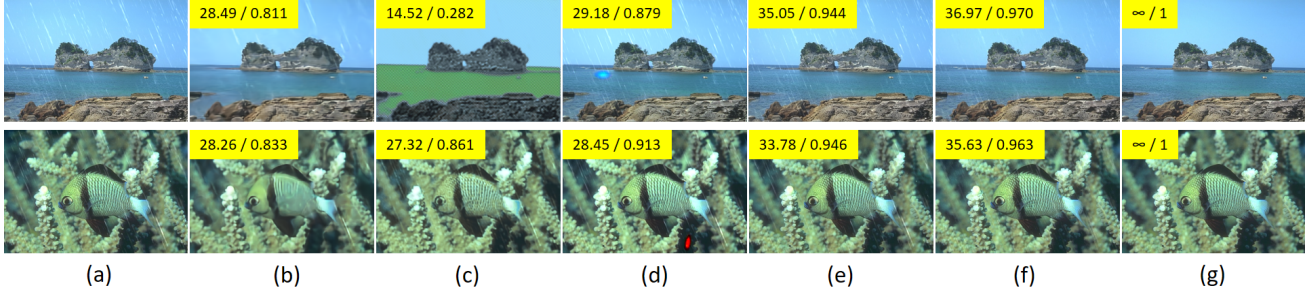 28.49 / 0.811 14.52 / 0.282 29.18 / 0.879 35.05 / 0.944 36.97 / 0.970 ∞ / 1
28.26 / 0.833 27.32 / 0.861 28.45 / 0.913 33.78 / 0.946 35.63 / 0.963 ∞ / 1
(a) (b) (c) (d) (e) (f) (g)